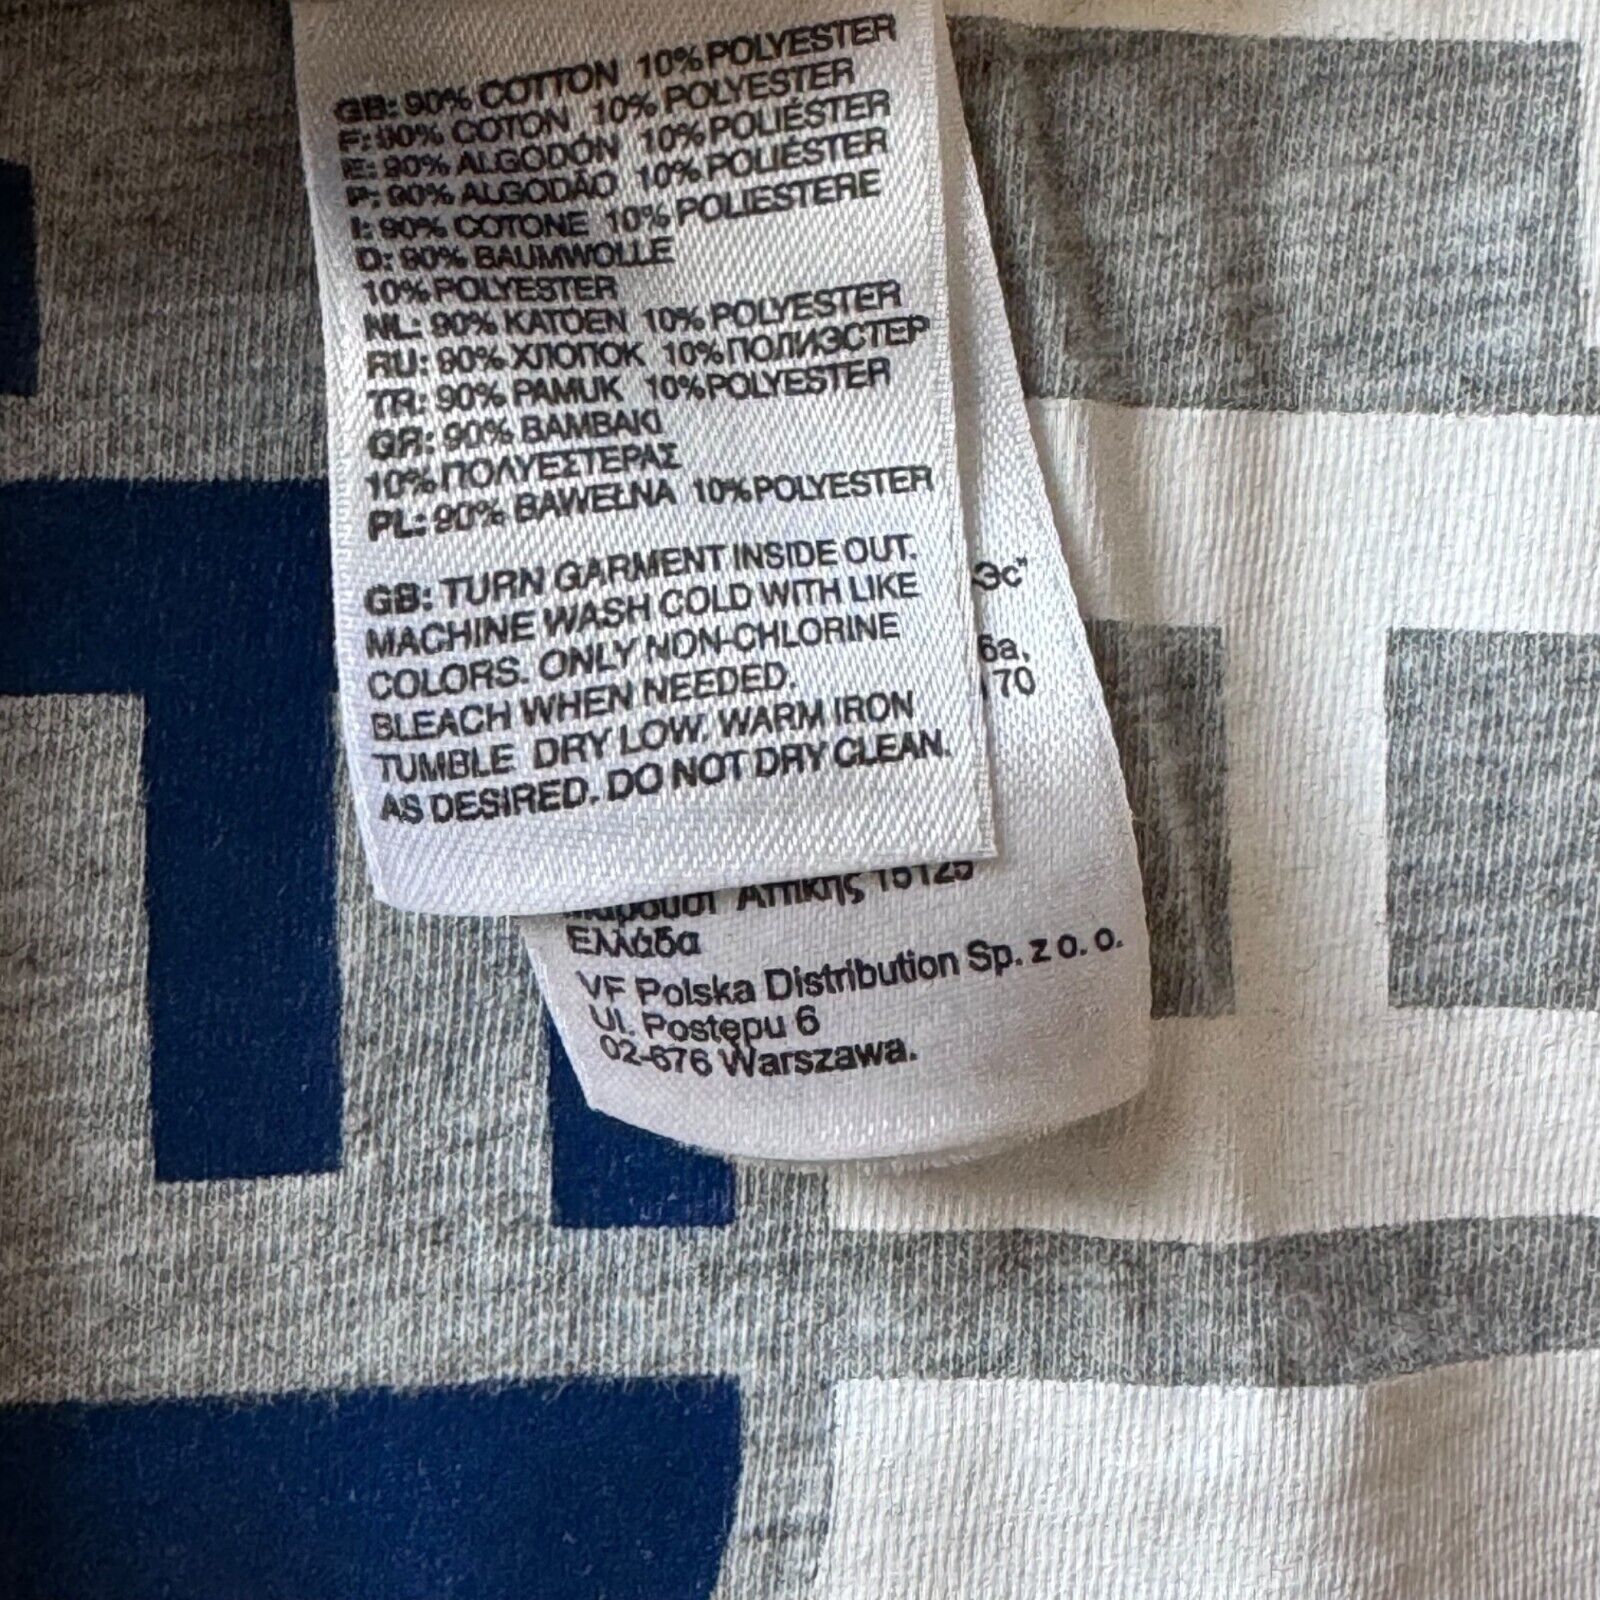 GB: 90% COTTON 10% POLYESTER
F: 90% COTON 10% POLYESTER
E: 90% ALGODÓN 10% POLIÉSTER
P: 90% ALGODÃO 10% POLIÉSTER
I: 90% COTONE 10% POLIESTERE
D: 90% BAUMWOLLE
10% POLYESTER
NL: 90% KATOEN 10% POLYESTER
RU: 90% ХЛОПОК 10% ПОЛИЭСТЕР
TR: 90% PAMUK 10% POLYESTER
GR: 90% ΒΑΜΒΑΚΙ
10% ΠΟΛΥΕΣΤΕΡΑΣ
PL: 90% BAWEŁNA 10% POLYESTER
GB: TURN GARMENT INSIDE OUT.
MACHINE WASH COLD WITH LIKE
COLORS. ONLY NON-CHLORINE
BLEACH WHEN NEEDED.
TUMBLE DRY LOW. WARM IRON
AS DESIRED. DO NOT DRY CLEAN.
Эс"
6а,
70
Αττικής 15125
Ελλάδα
VF Polska Distribution Sp. z o. o.
Ul. Postępu 6
02-676 Warszawa.